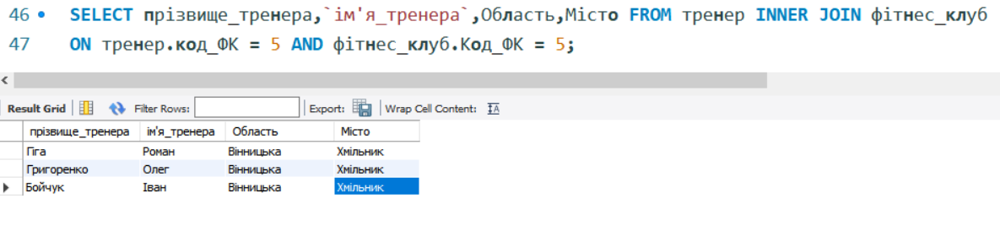 46 SELECT прізвище_тренера,`ім'я_тренера`,Область,Місто FROM тренер INNER JOIN фітнес_клуб
47 ON тренер.код_ФК = 5 AND фітнес_клуб.Код_ФК = 5;
Result Grid Filter Rows: Export: Wrap Cell Content: IA
прізвище_тренера ім'я_тренера Область Місто
Гіга Роман Вінницька Хмільник
Григоренко Олег Вінницька Хмільник
Бойчук Іван Вінницька Хмільник